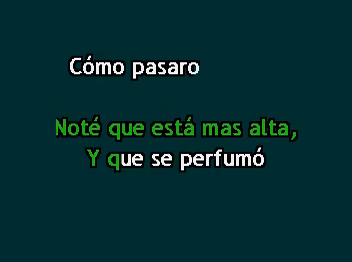 Cómo pasaro
Noté que está mas alta,
Y que se perfumó